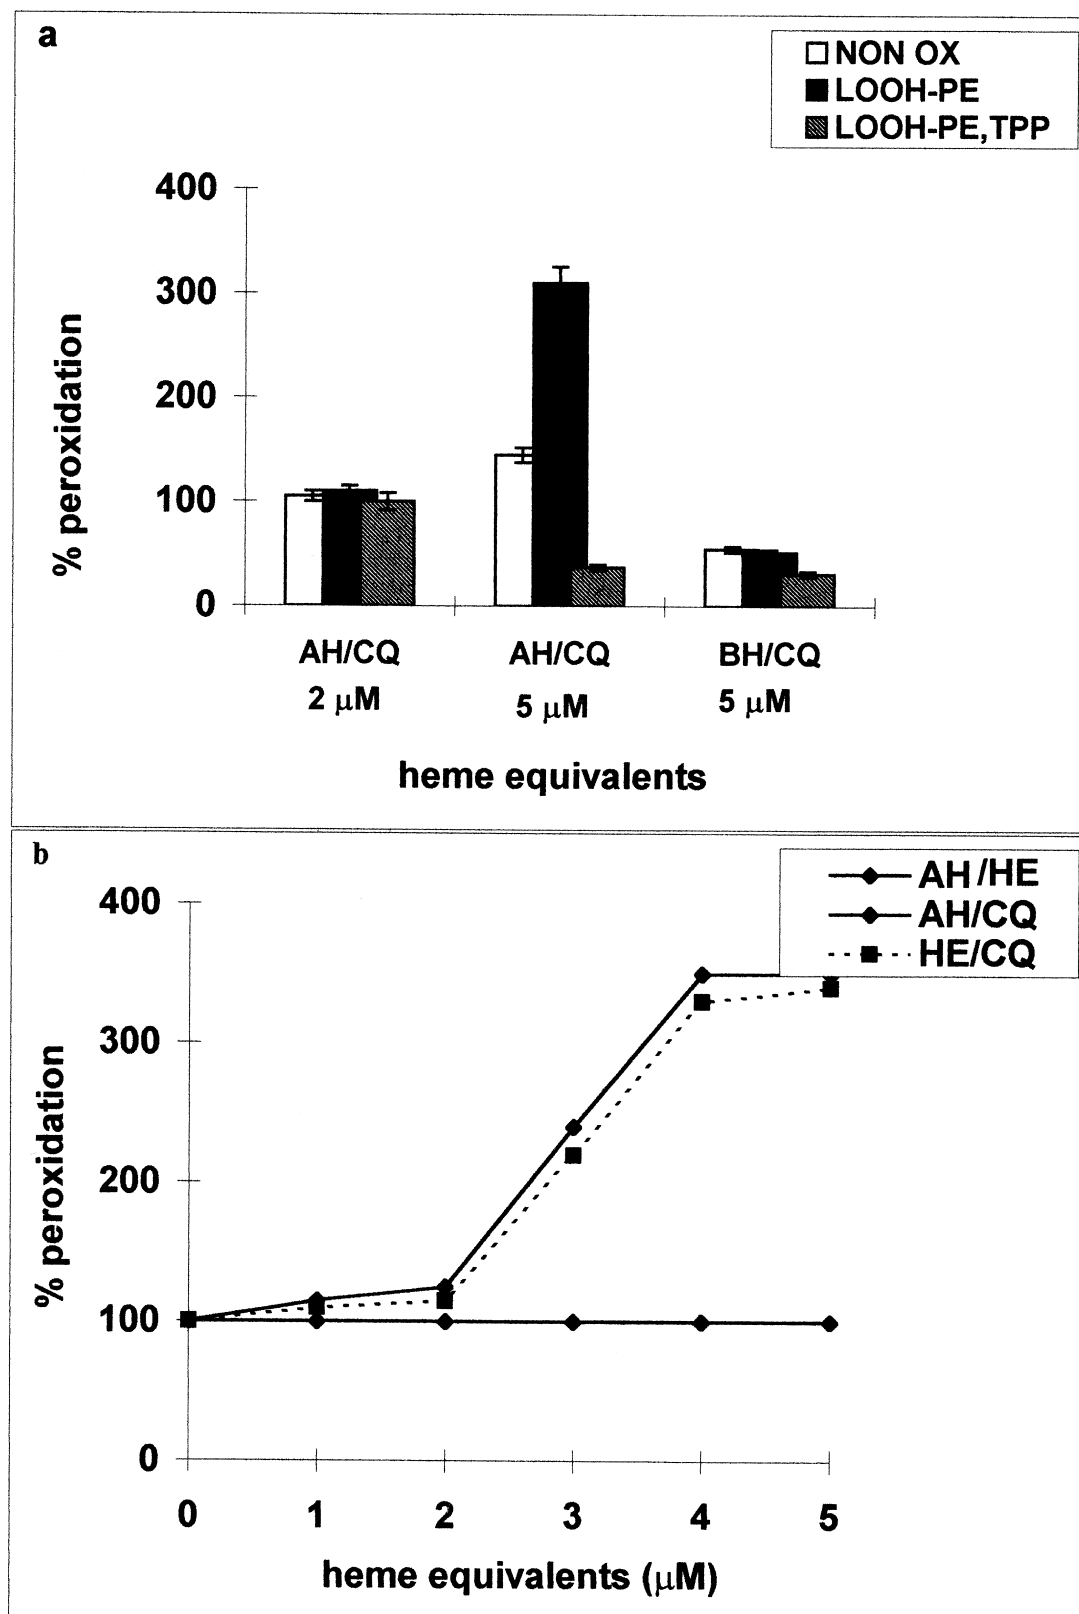 a
NON OX
LOOH-PE
LOOH-PE,TPP
400
300
200
100
0
% peroxidation
AH/CQ
2 μM
AH/CQ
5 μM
BH/CQ
5 μM
heme equivalents
b
AH/HE
AH/CQ
HE/CQ
400
300
200
100
0
% peroxidation
0 1 2 3 4 5
heme equivalents (μM)